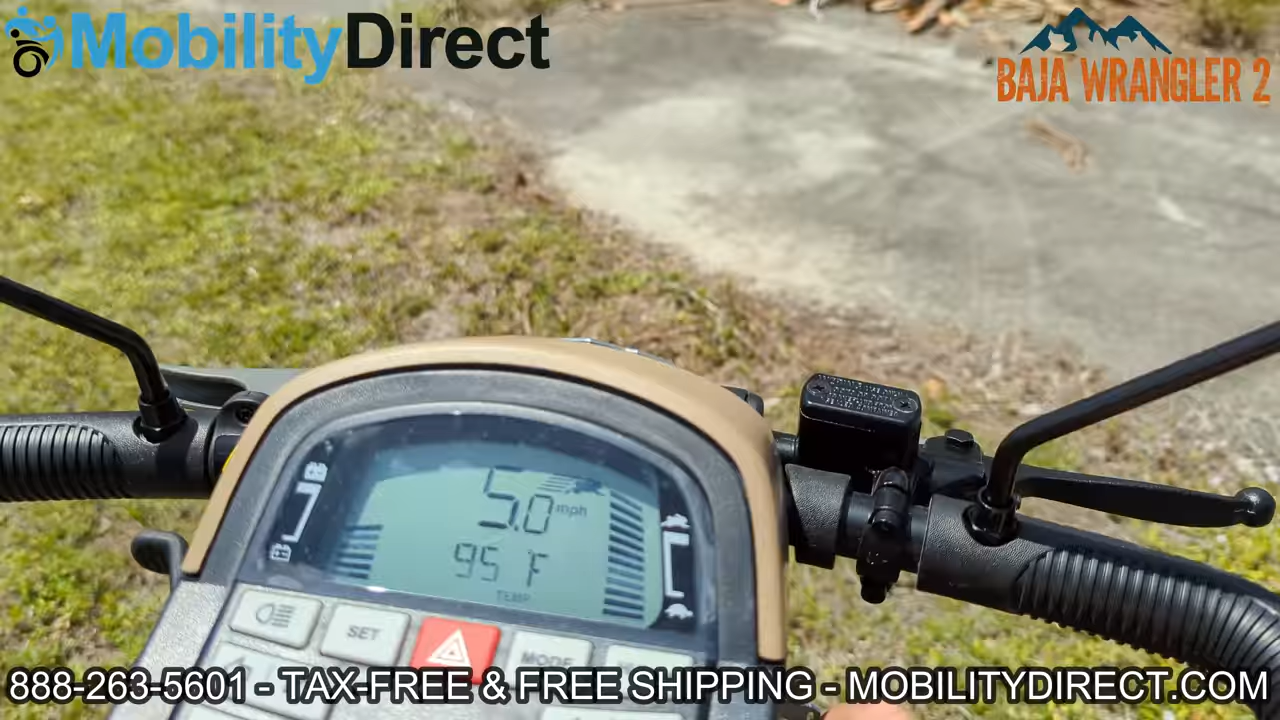 MobilityDirect
BAJA WRANGLER 2
5.0 mph
95 °F
TEMP
SET
MODE
888-263-5601 - TAX-FREE & FREE SHIPPING - MOBILITYDIRECT.COM